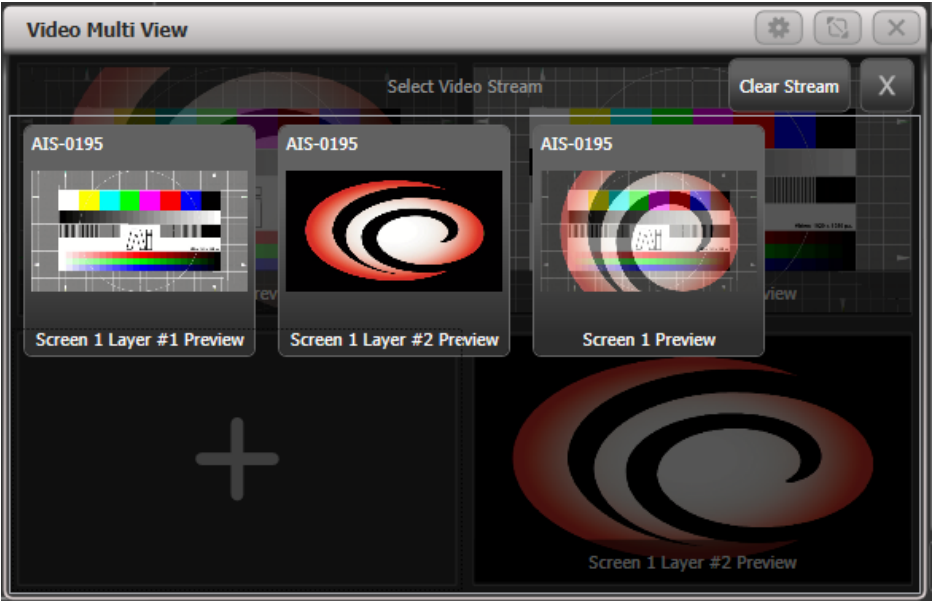 Video Multi View
Select Video Stream
Clear Stream
X
AIS-0195
AIS-0195
AIS-0195
Ai
Screen 1 Layer #1 Preview
Screen 1 Layer #2 Preview
Screen 1 Preview
Screen 1 Layer #2 Preview